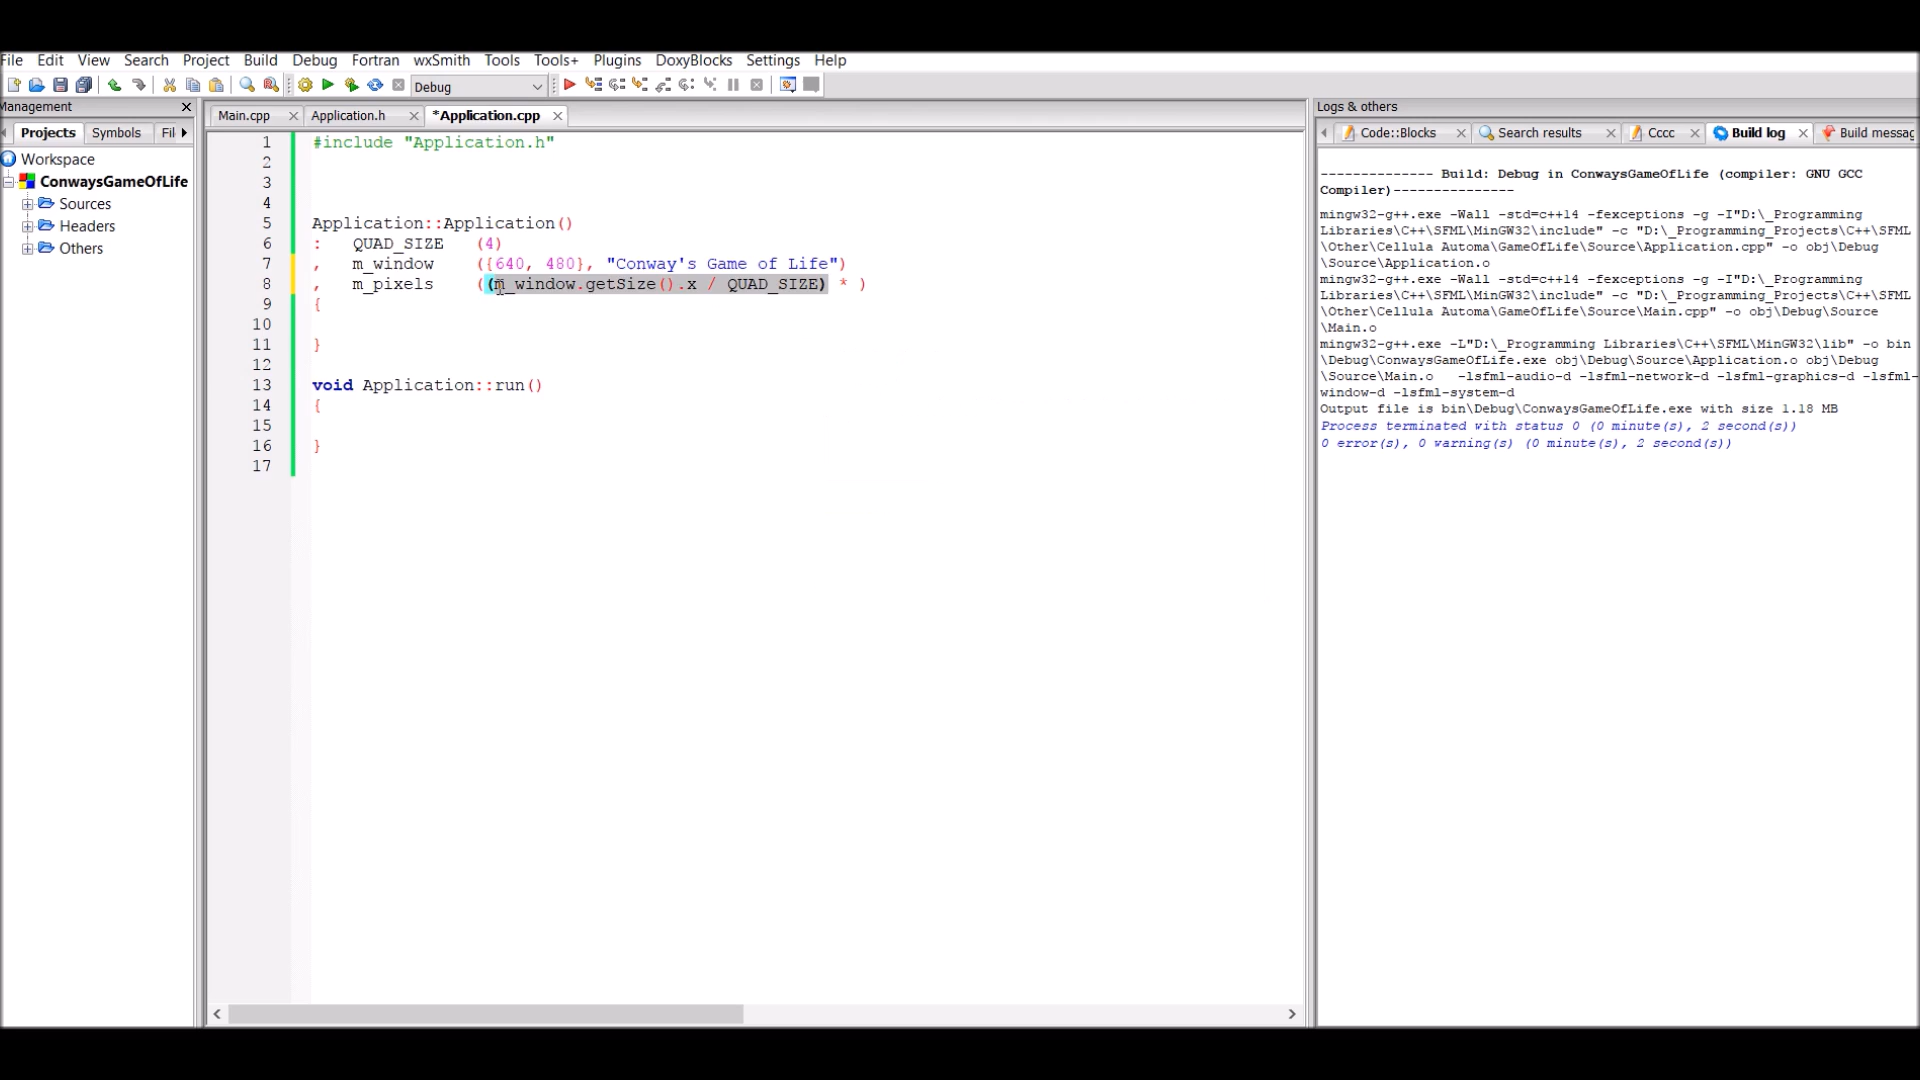 File Edit View Search Project Build Debug Fortran wxSmith Tools Tools+ Plugins DoxyBlocks Settings Help
Debug
Management
Projects Symbols Fil
Workspace
ConwaysGameOfLife
Sources
Headers
Others
Main.cpp Application.h *Application.cpp
1 #include "Application.h"
2
3
4
5 Application::Application()
6 : QUAD_SIZE (4)
7 , m_window ({640, 480}, "Conway's Game of Life")
8 , m_pixels ((m_window.getSize().x / QUAD_SIZE) * )
9 {
10
11 }
12
13 void Application::run()
14 {
15
16 }
17
Logs & others
Code::Blocks Search results Cccc Build log Build messag
-------------- Build: Debug in ConwaysGameOfLife (compiler: GNU GCC
Compiler)---------------
mingw32-g++.exe -Wall -std=c++14 -fexceptions -g -I"D:\_Programming
Libraries\C++\SFML\MinGW32\include" -c "D:\_Programming_Projects\C++\SFML
\Other\Cellula Automa\GameOfLife\Source\Application.cpp" -o obj\Debug
\Source\Application.o
mingw32-g++.exe -Wall -std=c++14 -fexceptions -g -I"D:\_Programming
Libraries\C++\SFML\MinGW32\include" -c "D:\_Programming_Projects\C++\SFML
\Other\Cellula Automa\GameOfLife\Source\Main.cpp" -o obj\Debug\Source
\Main.o
mingw32-g++.exe -L"D:\_Programming Libraries\C++\SFML\MinGW32\lib" -o bin
\Debug\ConwaysGameOfLife.exe obj\Debug\Source\Application.o obj\Debug
\Source\Main.o -lsfml-audio-d -lsfml-network-d -lsfml-graphics-d -lsfml-
window-d -lsfml-system-d
Output file is bin\Debug\ConwaysGameOfLife.exe with size 1.18 MB
Process terminated with status 0 (0 minute(s), 2 second(s))
0 error(s), 0 warning(s) (0 minute(s), 2 second(s))